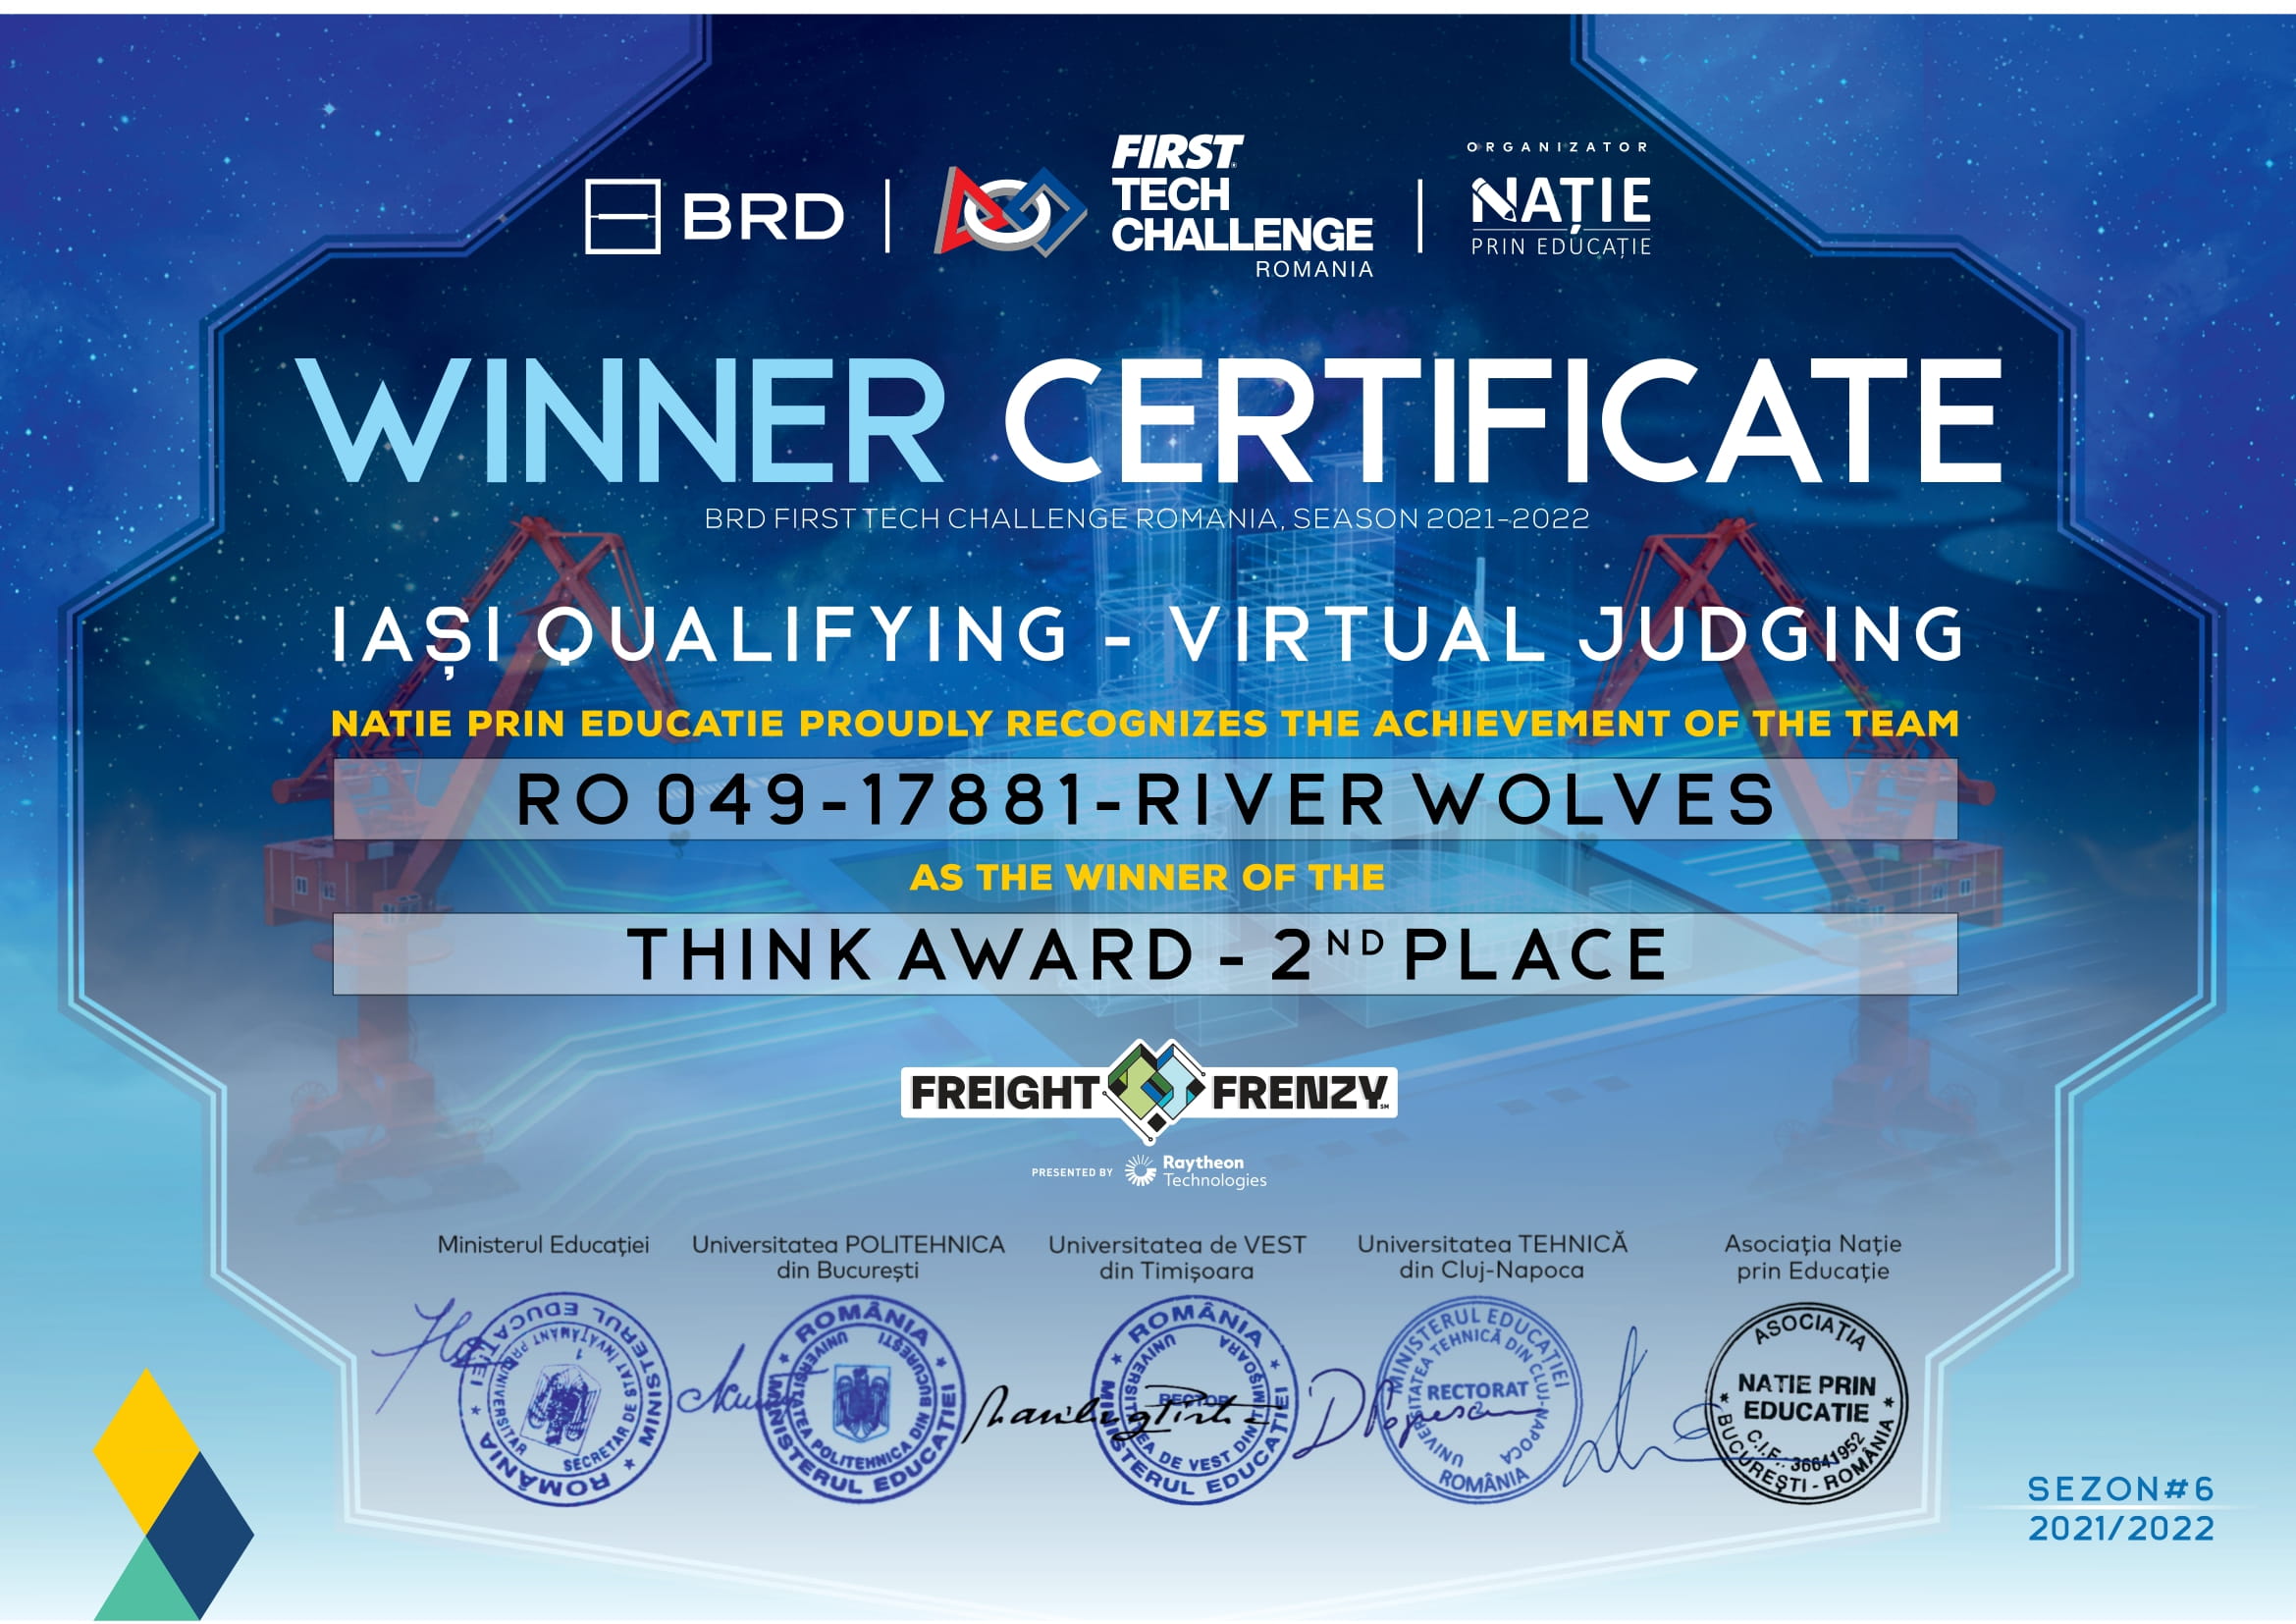 BRD
FIRST
TECH
CHALLENGE
ROMANIA
ORGANIZATOR
NAȚIE
PRIN EDUCAȚIE
WINNER CERTIFICATE
BRD FIRST TECH CHALLENGE ROMANIA, SEASON 2021-2022
IAȘI QUALIFYING - VIRTUAL JUDGING
NATIE PRIN EDUCATIE PROUDLY RECOGNIZES THE ACHIEVEMENT OF THE TEAM
RO 049-17881-RIVER WOLVES
AS THE WINNER OF THE
THINK AWARD - 2ND PLACE
FREIGHT FRENZY SM
PRESENTED BY Raytheon
Technologies
Ministerul Educației
Universitatea POLITEHNICA
din București
Universitatea de VEST
din Timișoara
Universitatea TEHNICĂ
din Cluj-Napoca
Asociația Nație
prin Educație
MINISTERUL EDUCAȚIEI * ROMÂNIA *
SECRETAR DE STAT ÎNVĂȚĂMÂNT PREUNIVERSITAR
1
ROMÂNIA * MINISTERUL EDUCAȚIEI *
UNIVERSITATEA POLITEHNICA DIN BUCUREȘTI
ROMÂNIA * MINISTERUL EDUCAȚIEI *
UNIVERSITATEA DE VEST DIN TIMIȘOARA
RECTOR
MINISTERUL EDUCAȚIEI
UNIVERSITATEA TEHNICĂ DIN CLUJ-NAPOCA
RECTORAT
2
ROMÂNIA
ASOCIAȚIA
NATIE PRIN
EDUCATIE
C.I.F.: 36641952
* BUCUREȘTI - ROMÂNIA *
SEZON#6
2021/2022